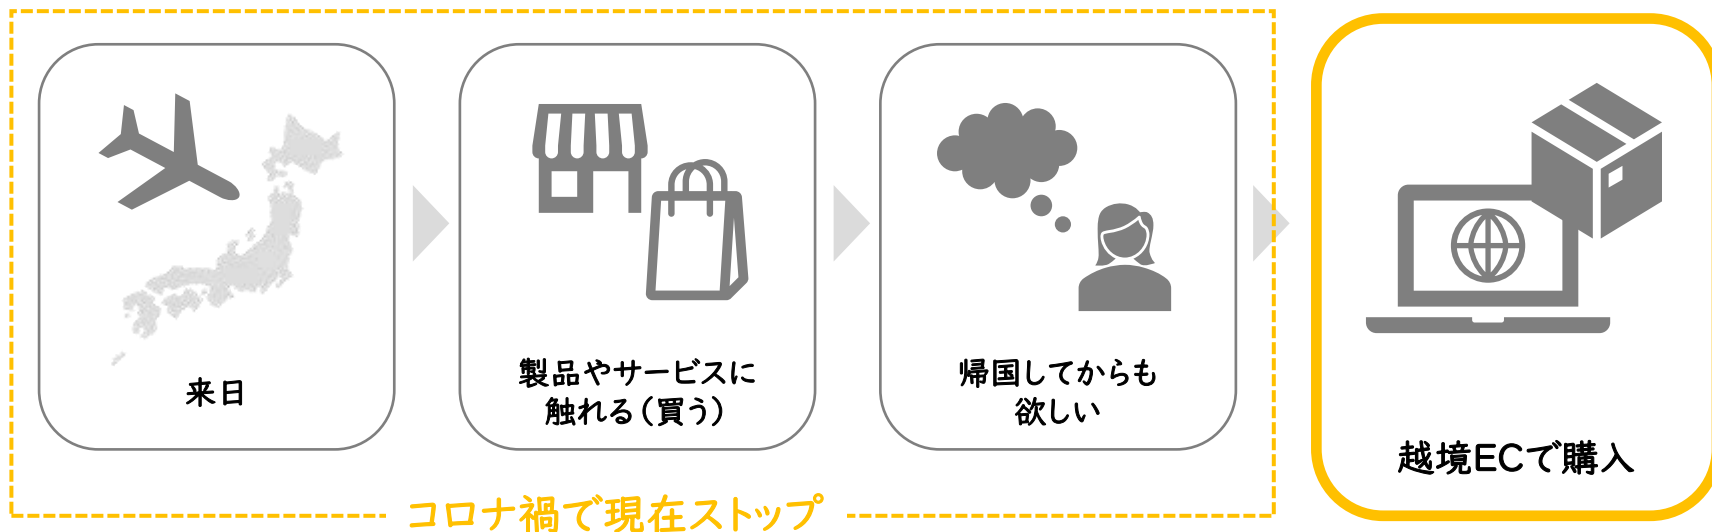 来日
製品やサービスに
触れる（買う）
帰国してからも
欲しい
越境ECで購入
コロナ禍で現在ストップ